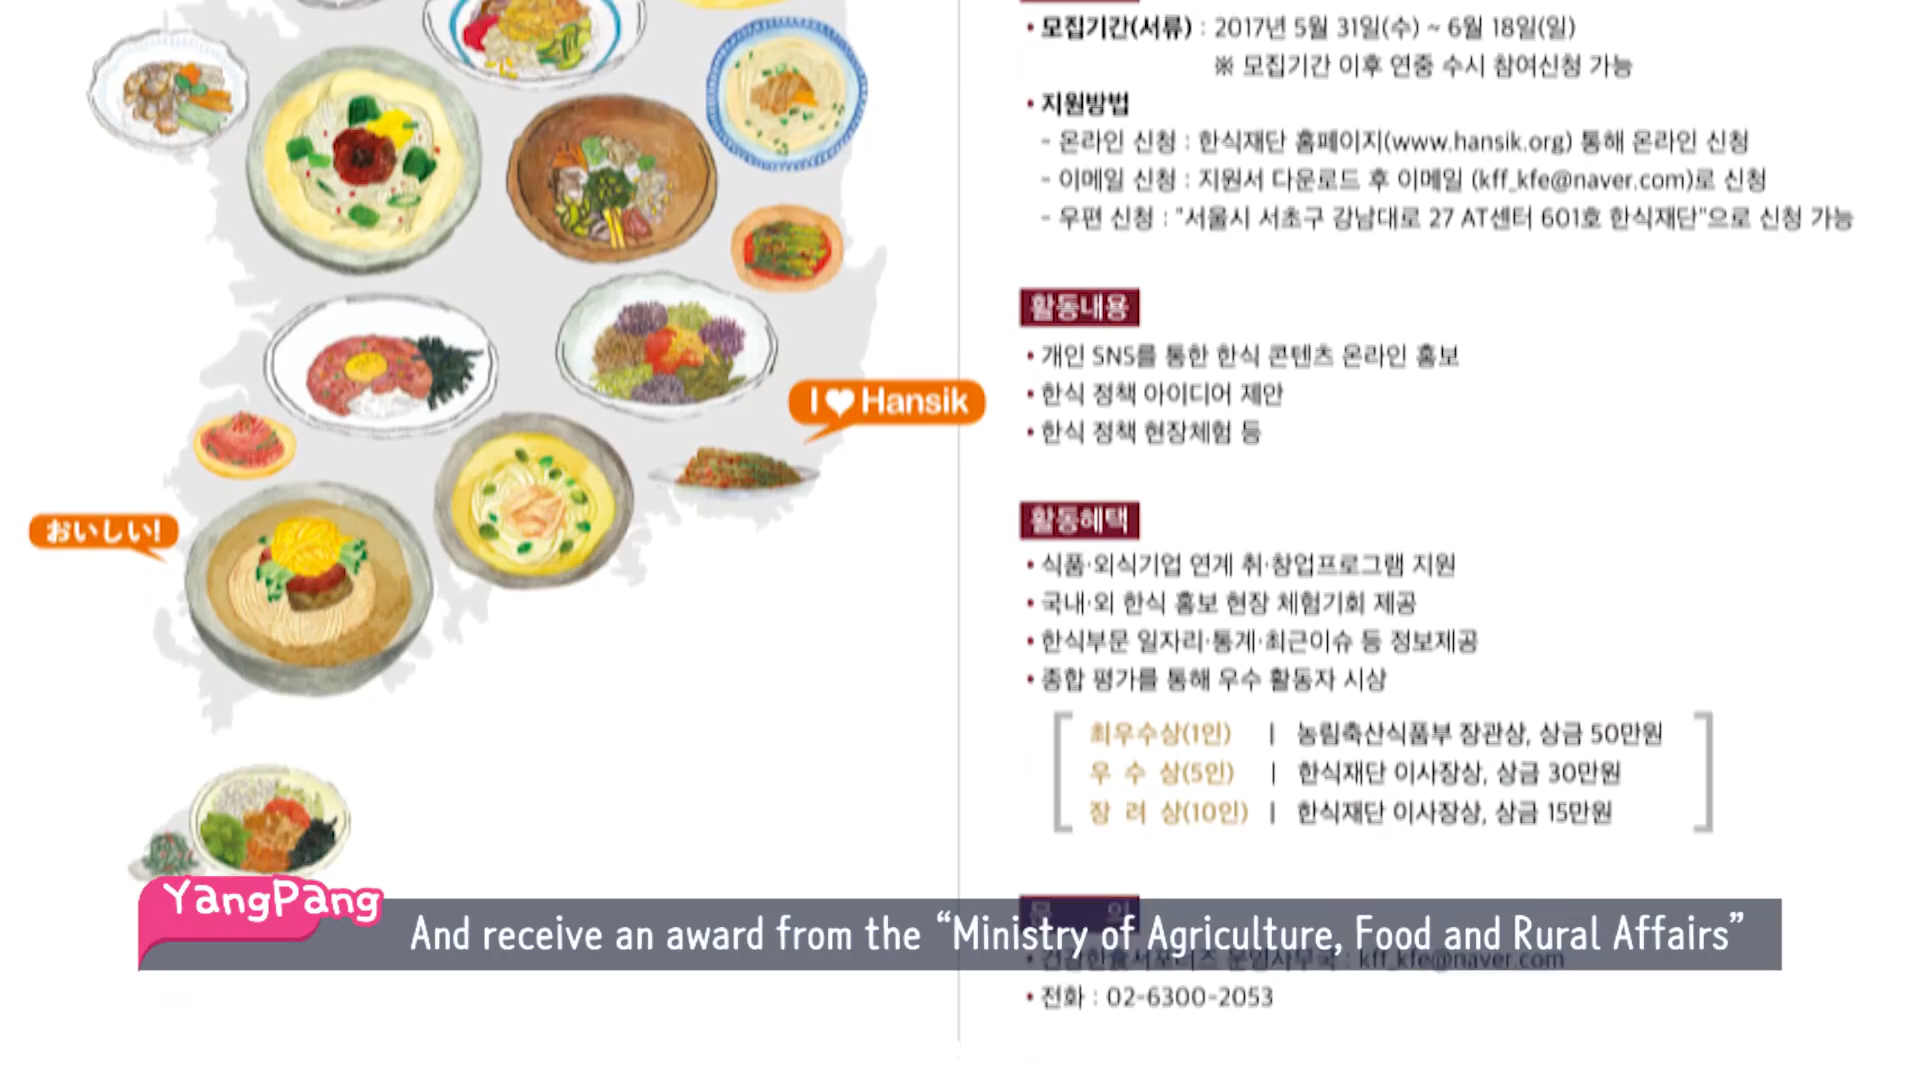 • 모집기간(서류) : 2017년 5월 31일(수) ~ 6월 18일(일)
※ 모집기간 이후 연중 수시 참여신청 가능
• 지원방법
- 온라인 신청 : 한식재단 홈페이지(www.hansik.org) 통해 온라인 신청
- 이메일 신청 : 지원서 다운로드 후 이메일 (kff_kfe@naver.com)로 신청
- 우편 신청 : "서울시 서초구 강남대로 27 AT센터 601호 한식재단"으로 신청 가능
활동내용
• 개인 SNS를 통한 한식 콘텐츠 온라인 홍보
• 한식 정책 아이디어 제안
• 한식 정책 현장체험 등
I ♥ Hansik
おいしい!
활동혜택
• 식품·외식기업 연계 취·창업프로그램 지원
• 국내·외 한식 홍보 현장 체험기회 제공
• 한식부문 일자리·통계·최근이슈 등 정보제공
• 종합 평가를 통해 우수 활동자 시상
최우수상(1인) | 농림축산식품부 장관상, 상금 50만원
우 수 상(5인) | 한식재단 이사장상, 상금 30만원
장 려 상(10인) | 한식재단 이사장상, 상금 15만원
문 의
YangPang
And receive an award from the “Ministry of Agriculture, Food and Rural Affairs”
: kff_kfe@naver.com
• 전화 : 02-6300-2053